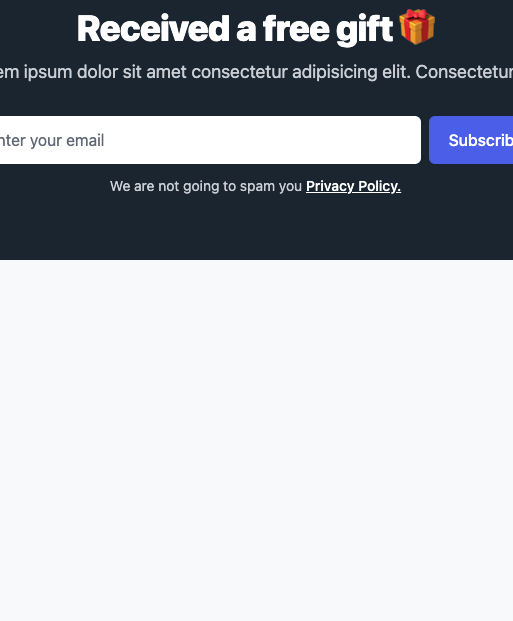 Received a free gift 🎁
em ipsum dolor sit amet consectetur adipisicing elit. Consectetur
nter your email
Subscrib
We are not going to spam you Privacy Policy.